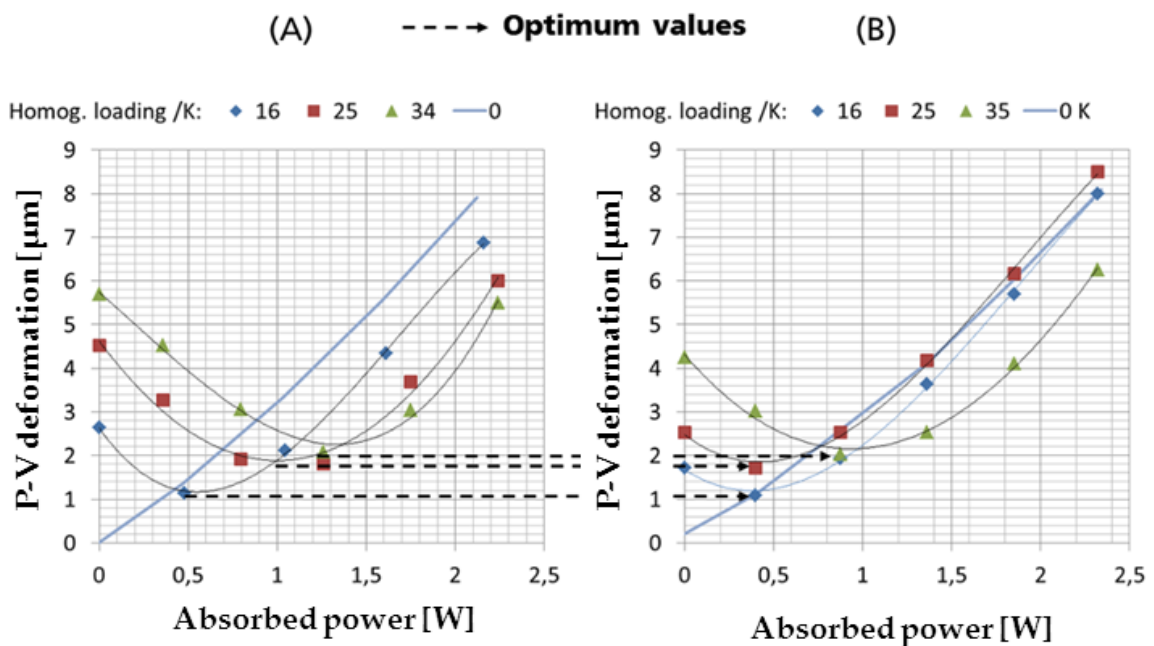 (A) Optimum values (B)
Homog. loading /K: 16 25 34 0
Homog. loading /K: 16 25 35 0 K
P-V deformation [µm]
9
8
7
6
5
4
3
2
1
0
0 0,5 1 1,5 2 2,5
Absorbed power [W]
P-V deformation [µm]
9
8
7
6
5
4
3
2
1
0
0 0,5 1 1,5 2 2,5
Absorbed power [W]